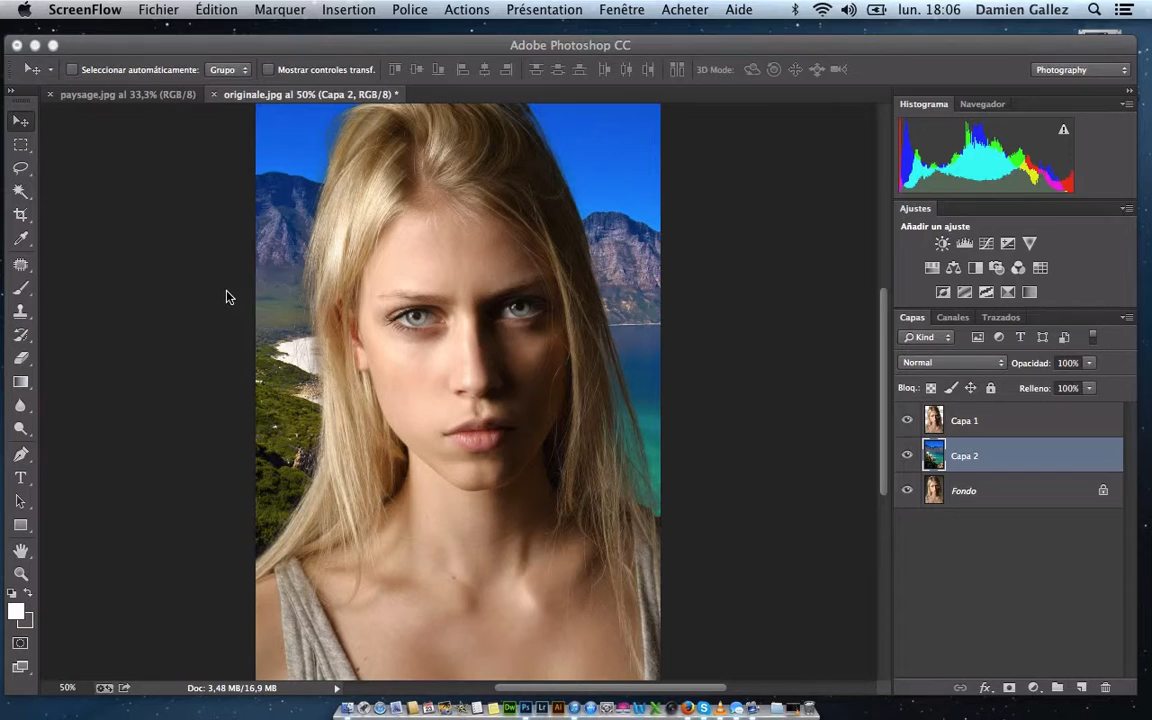 ScreenFlow Fichier Édition Marquer Insertion Police Actions Présentation Fenêtre Acheter Aide lun. 18:06 Damien Gallez
Adobe Photoshop CC
Seleccionar automáticamente: Grupo Mostrar controles transf. 3D Mode: Photography
paysage.jpg al 33,3% (RGB/8) originale.jpg al 50% (Capa 2, RGB/8) *
Histograma Navegador
Ajustes
Añadir un ajuste
Capas Canales Trazados
Kind
Normal Opacidad: 100%
Bloq.: Relleno: 100%
Capa 1
Capa 2
Fondo
50% Doc: 3,48 MB/16,9 MB